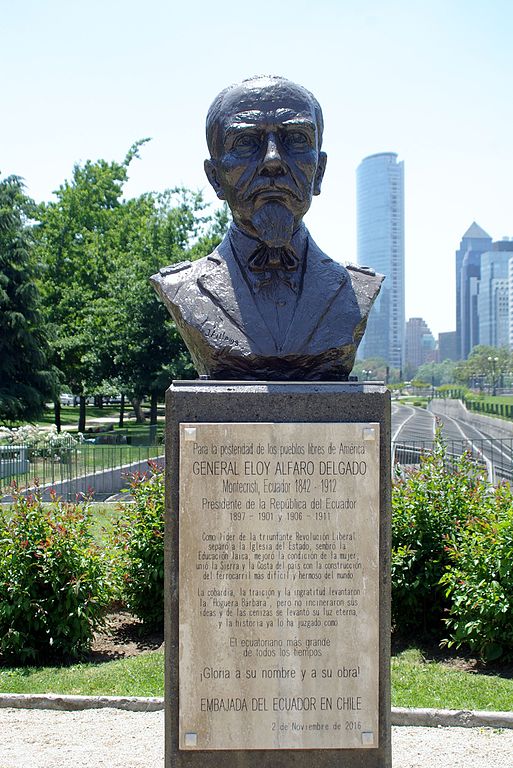 Para la posteridad de los pueblos libres de América
GENERAL ELOY ALFARO DELGADO
Montecristi, Ecuador 1842 - 1912
Presidente de la República del Ecuador
1897 - 1901 y 1906 - 1911
Como líder de la triunfante Revolución Liberal
separó a la Iglesia del Estado, sembró la
Educación laica, mejoró la condición de la mujer,
unió la Sierra y la Costa del país con la construcción
del ferrocarril más difícil y hermoso del mundo
La cobardía, la traición y la ingratitud levantaron
la Hoguera Bárbara, pero no incineraron sus
ideas y de las cenizas se levantó su luz eterna,
y la historia ya lo ha juzgado como
El ecuatoriano más grande
de todos los tiempos
¡Gloria a su nombre y a su obra!
EMBAJADA DEL ECUADOR EN CHILE
2 de Noviembre de 2016